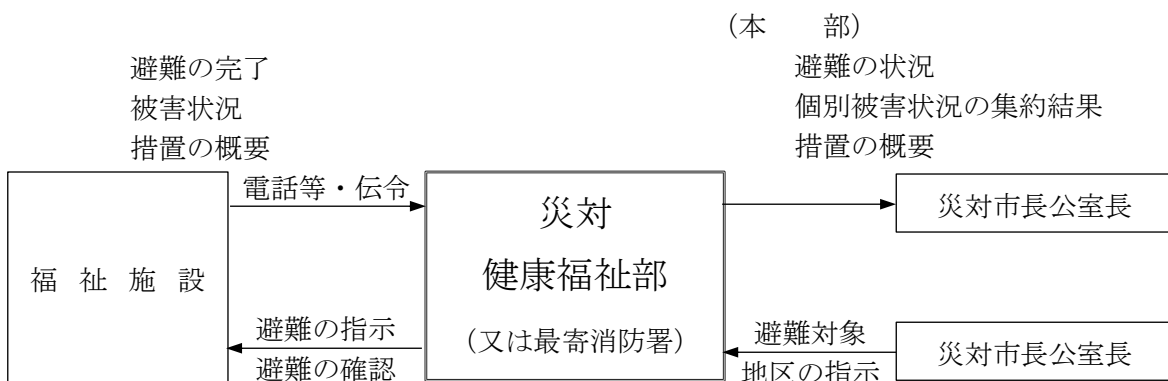 （本　　部）
避難の完了
被害状況
措置の概要
避難の状況
個別被害状況の集約結果
措置の概要
電話等・伝令
福　祉　施　設
災対
健康福祉部
（又は最寄消防署）
災対市長公室長
避難の指示
避難の確認
避難対象
地区の指示
災対市長公室長